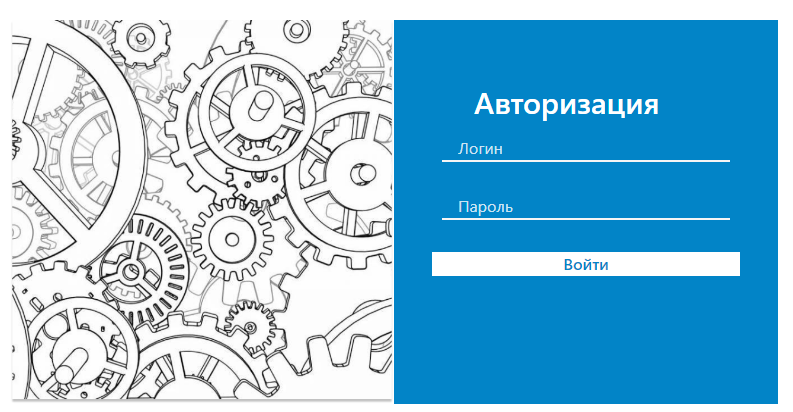 Авторизация
Логин
Пароль
Войти